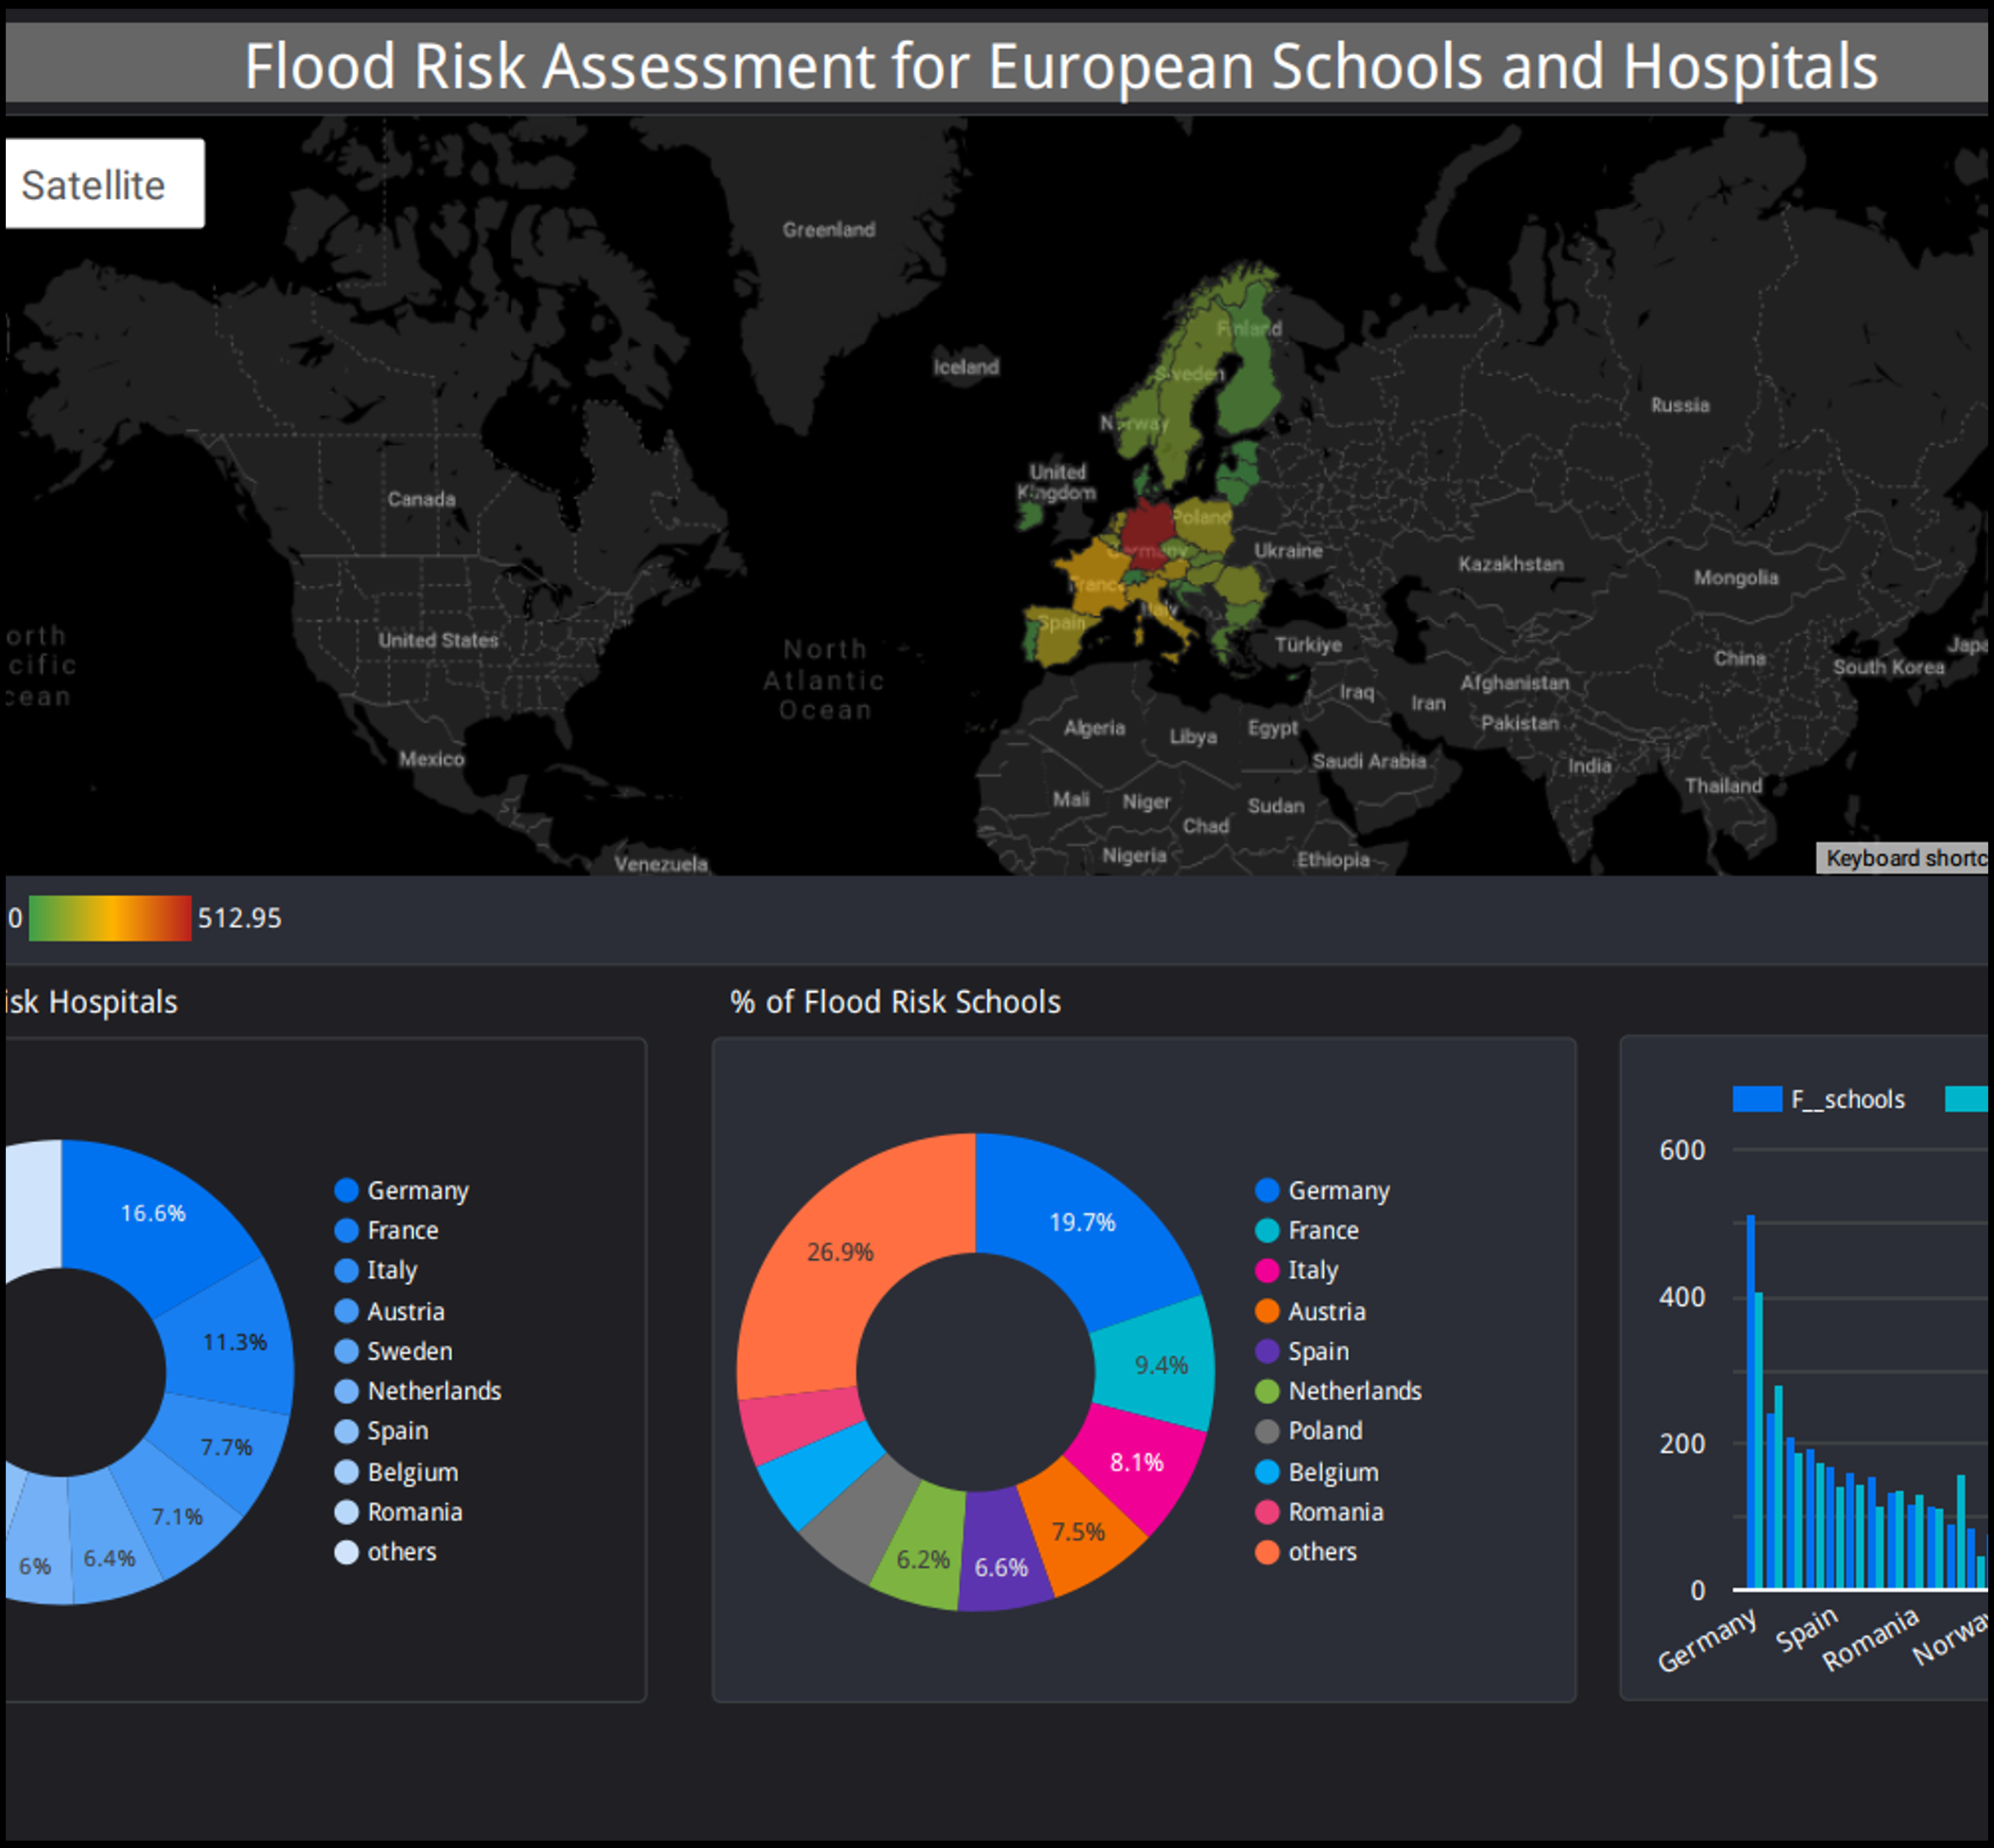 Flood Risk Assessment for European Schools and Hospitals
Satellite
Greenland
Iceland
Finland
Sweden
Norway
Russia
United
Kingdom
Canada
Poland
Germany
Ukraine
Kazakhstan
Mongolia
France
Italy
Spain
United States
North
Atlantic
Ocean
orth
cific
cean
Türkiye
China
South Korea
Japa
Iraq
Iran
Afghanistan
Pakistan
Algeria
Libya
Egypt
Saudi Arabia
India
Thailand
Mexico
Mali
Niger
Sudan
Chad
Nigeria
Ethiopia
Venezuela
Keyboard shortc
0
512.95
isk Hospitals
16.6%
11.3%
7.7%
7.1%
6.4%
6%
Germany
France
Italy
Austria
Sweden
Netherlands
Spain
Belgium
Romania
others
% of Flood Risk Schools
19.7%
9.4%
8.1%
7.5%
6.6%
6.2%
26.9%
Germany
France
Italy
Austria
Spain
Netherlands
Poland
Belgium
Romania
others
F__schools
600
400
200
0
Germany
Spain
Romania
Norway